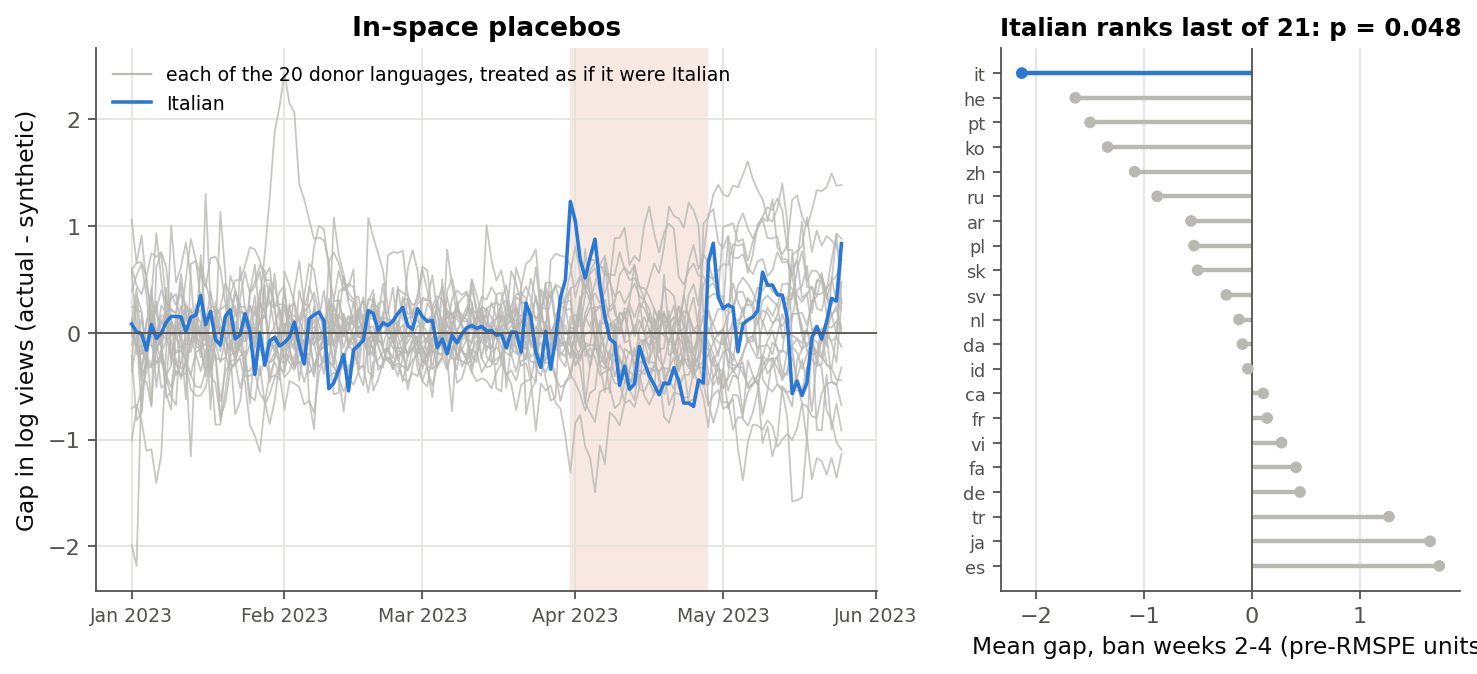 In-space placebos
Gap in log views (actual - synthetic)
each of the 20 donor languages, treated as if it were Italian
Italian
2
1
0
−1
−2
Jan 2023
Feb 2023
Mar 2023
Apr 2023
May 2023
Jun 2023
Italian ranks last of 21: p = 0.048
it
he
pt
ko
zh
ru
ar
pl
sk
sv
nl
da
id
ca
fr
vi
fa
de
tr
ja
es
−2
−1
0
1
Mean gap, ban weeks 2-4 (pre-RMSPE units